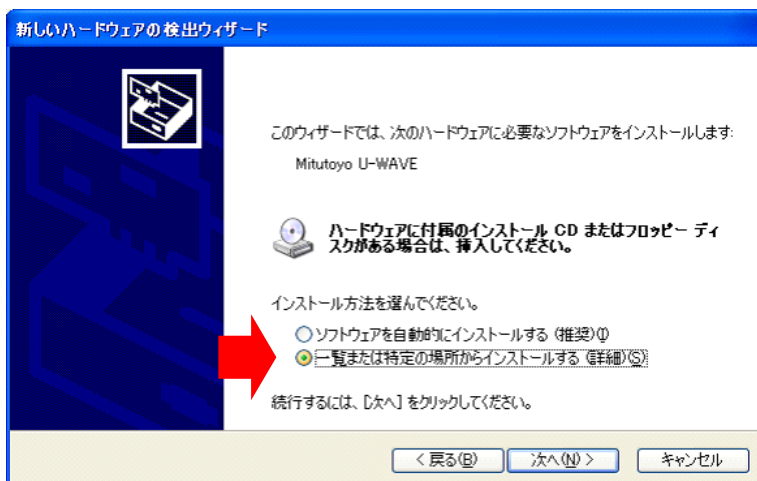 新しいハードウェアの検出ウィザード
このウィザードでは、次のハードウェアに必要なソフトウェアをインストールします:
Mitutoyo U-WAVE
ハードウェアに付属のインストール CD またはフロッピー ディ
スクがある場合は、挿入してください。
インストール方法を選んでください。
ソフトウェアを自動的にインストールする (推奨)(I)
一覧または特定の場所からインストールする (詳細)(S)
続行するには、[次へ] をクリックしてください。
< 戻る(B)
次へ(N) >
キャンセル